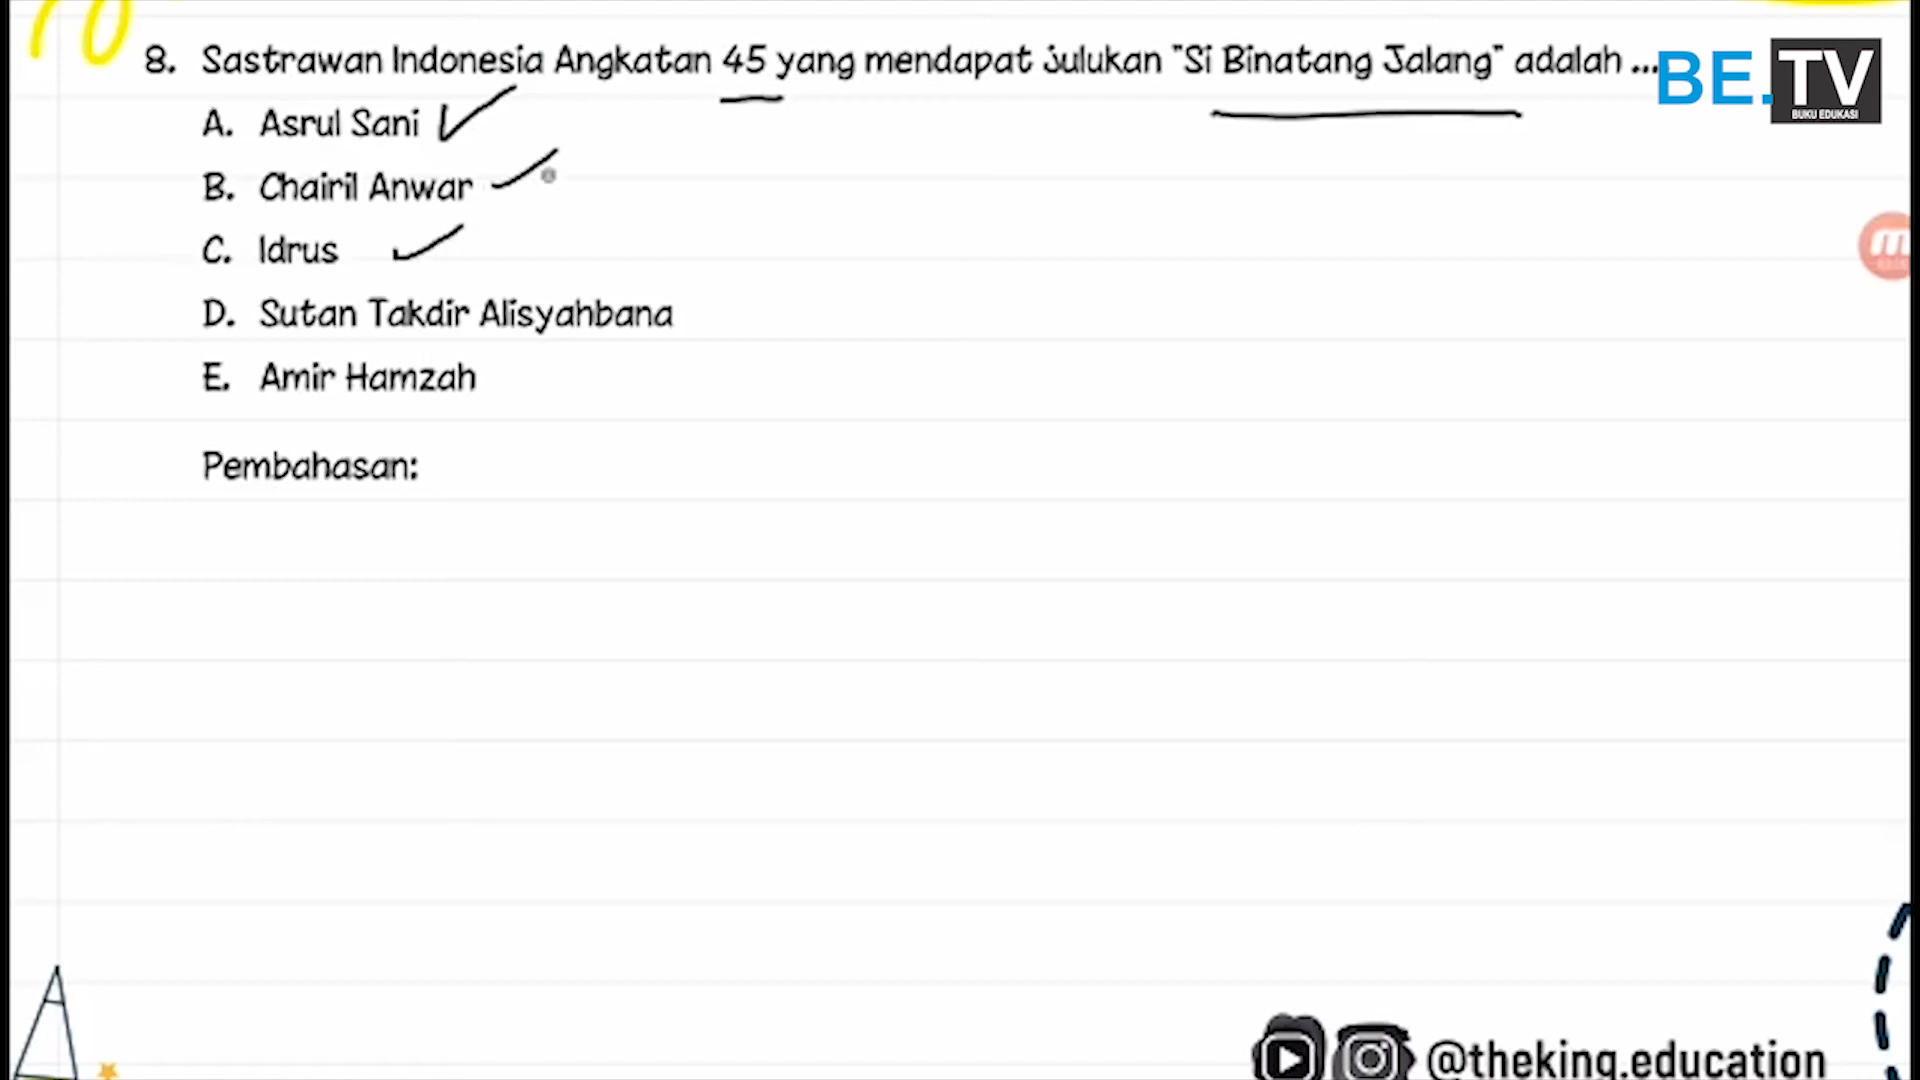 8. Sastrawan Indonesia Angkatan 45 yang mendapat julukan "Si Binatang Jalang" adalah ...
BE.TV
BUKU EDUKASI
A. Asrul Sani
B. Chairil Anwar
C. Idrus
D. Sutan Takdir Alisyahbana
E. Amir Hamzah
Pembahasan:
@theking.education